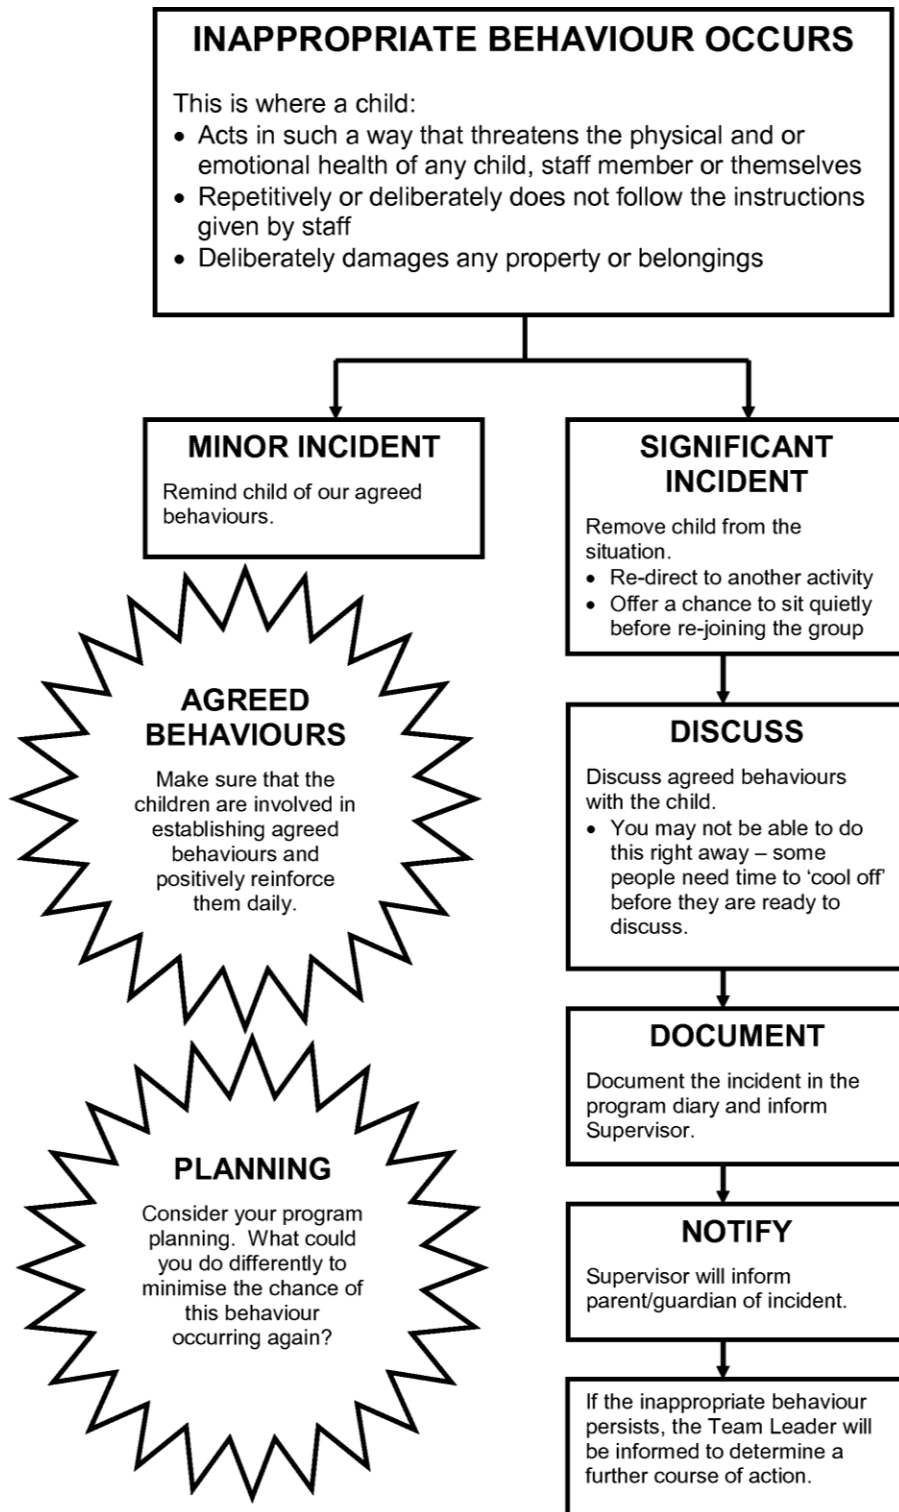 INAPPROPRIATE BEHAVIOUR OCCURS
This is where a child:
• Acts in such a way that threatens the physical and or
emotional health of any child, staff member or themselves
• Repetitively or deliberately does not follow the instructions
given by staff
• Deliberately damages any property or belongings
MINOR INCIDENT
Remind child of our agreed
behaviours.
AGREED
BEHAVIOURS
Make sure that the
children are involved in
establishing agreed
behaviours and
positively reinforce
them daily.
PLANNING
Consider your program
planning.  What could
you do differently to
minimise the chance of
this behaviour
occurring again?
SIGNIFICANT
INCIDENT
Remove child from the
situation.
• Re-direct to another activity
• Offer a chance to sit quietly
before re-joining the group
DISCUSS
Discuss agreed behaviours
with the child.
• You may not be able to do
this right away – some
people need time to ‘cool off’
before they are ready to
discuss.
DOCUMENT
Document the incident in the
program diary and inform
Supervisor.
NOTIFY
Supervisor will inform
parent/guardian of incident.
If the inappropriate behaviour
persists, the Team Leader will
be informed to determine a
further course of action.